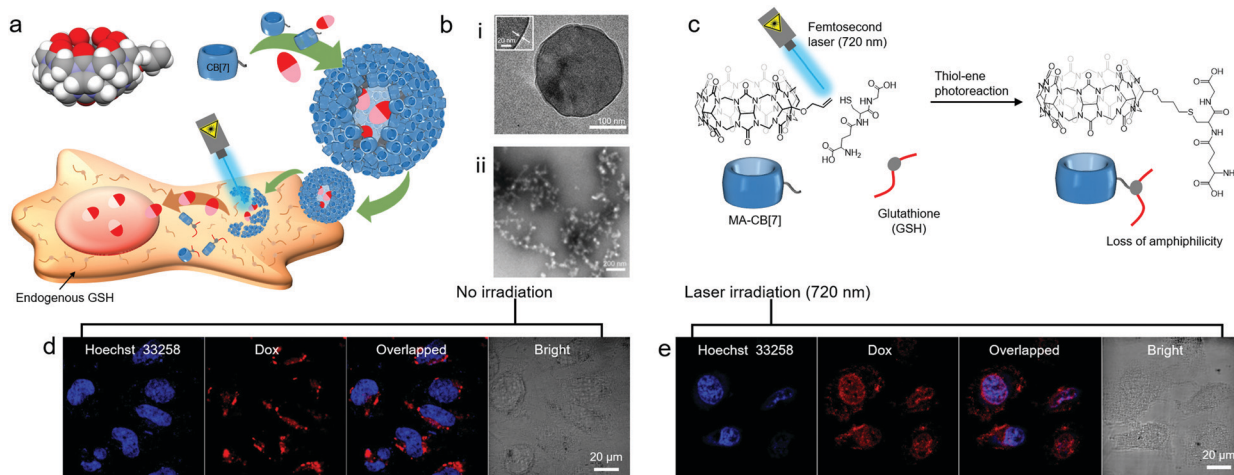 a
CB[7]
Endogenous GSH
b
i
20 nm
100 nm
ii
200 nm
c
Femtosecond
laser (720 nm)
Thiol-ene
photoreaction
MA-CB[7]
Glutathione
(GSH)
Loss of amphiphilicity
No irradiation
d
Hoechst 33258
Dox
Overlapped
Bright
20 μm
Laser irradiation (720 nm)
e
Hoechst 33258
Dox
Overlapped
Bright
20 μm